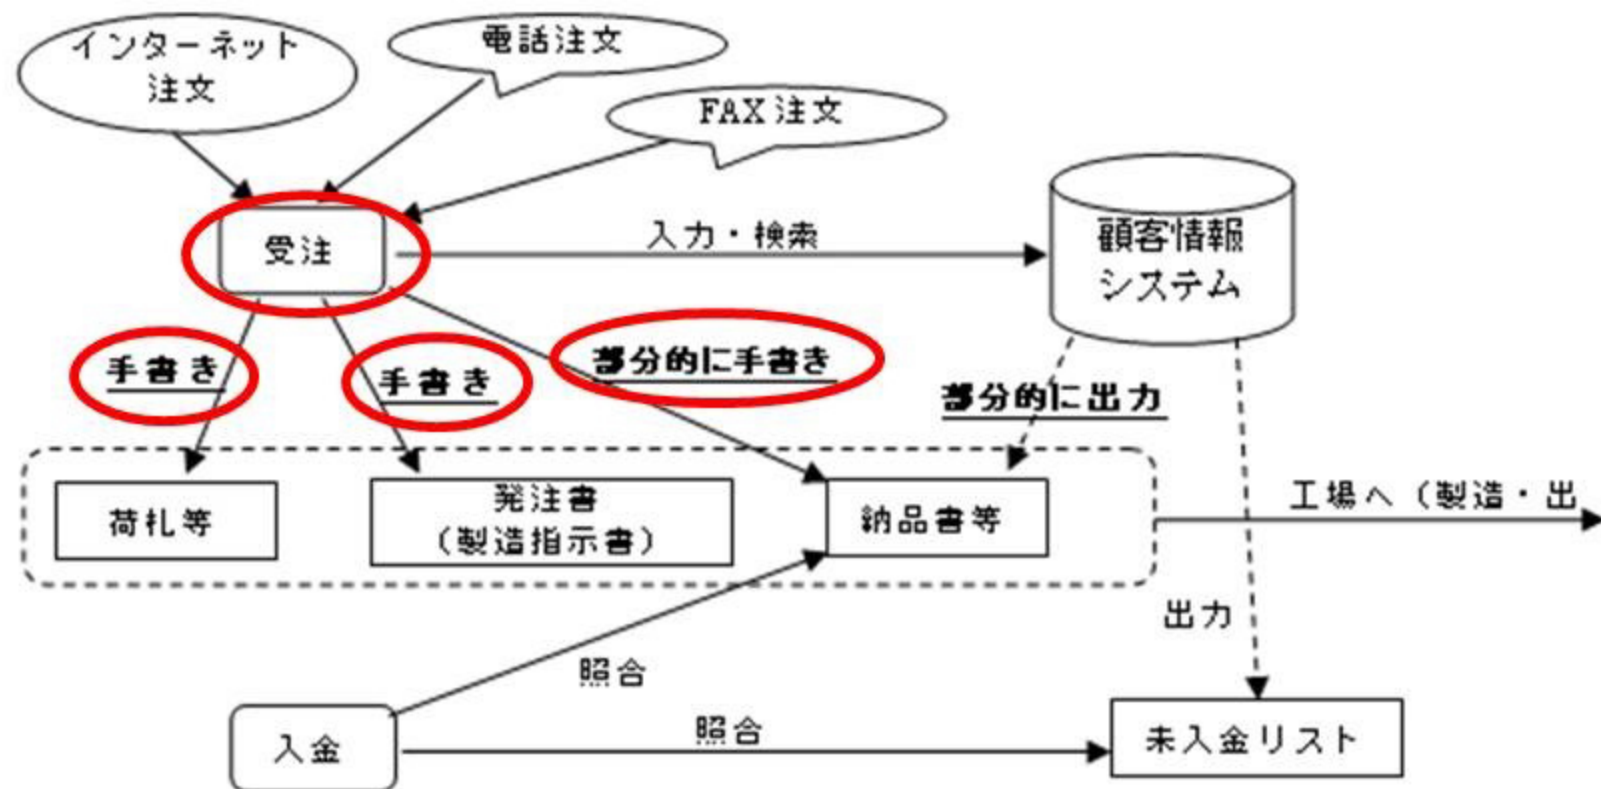 インターネット
注文
電話注文
FAX注文
受注
入力・検索
顧客情報
システム
手書き
手書き
部分的に手書き
部分的に出力
荷札等
発注書
（製造指示書）
納品書等
工場へ（製造・出
出力
照合
照合
入金
未入金リスト